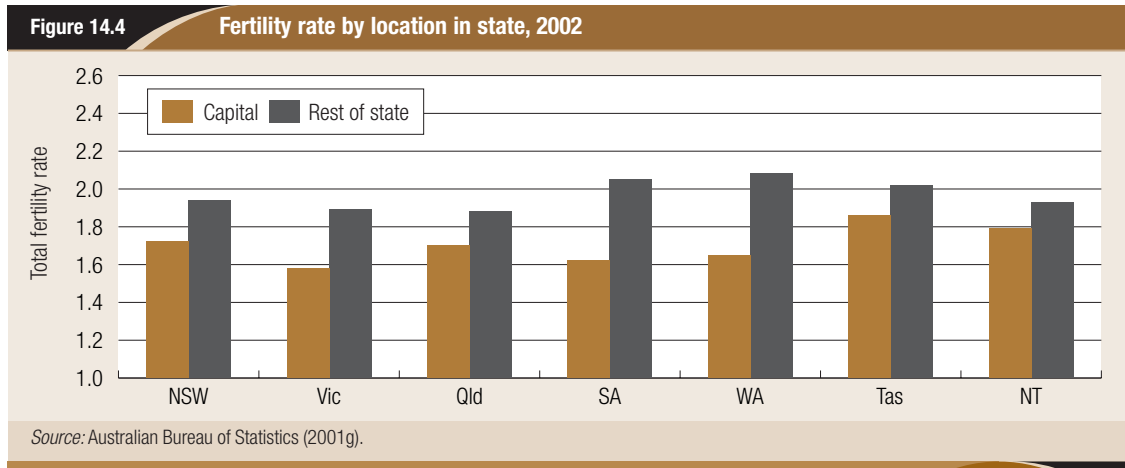 Figure 14.4 Fertility rate by location in state, 2002
Total fertility rate
2.6
2.4
2.2
2.0
1.8
1.6
1.4
1.2
1.0
Capital Rest of state
NSW Vic Qld SA WA Tas NT
Source: Australian Bureau of Statistics (2001g).